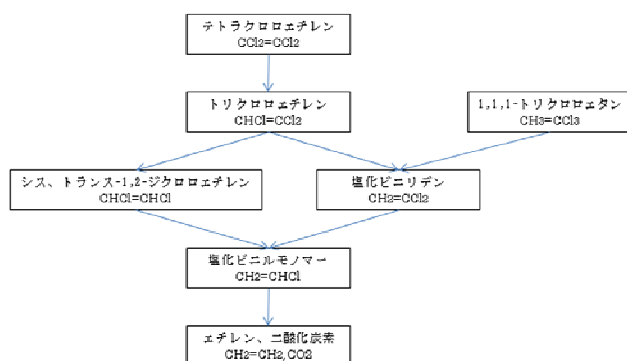 テトラクロロエチレン
CCl2=CCl2
トリクロロエチレン
CHCl=CCl2
1,1,1-トリクロロエタン
CH3=CCl3
シス、トランス-1,2-ジクロロエチレン
CHCl=CHCl
塩化ビニリデン
CH2=CCl2
塩化ビニルモノマー
CH2=CHCl
エチレン、二酸化炭素
CH2=CH2,CO2